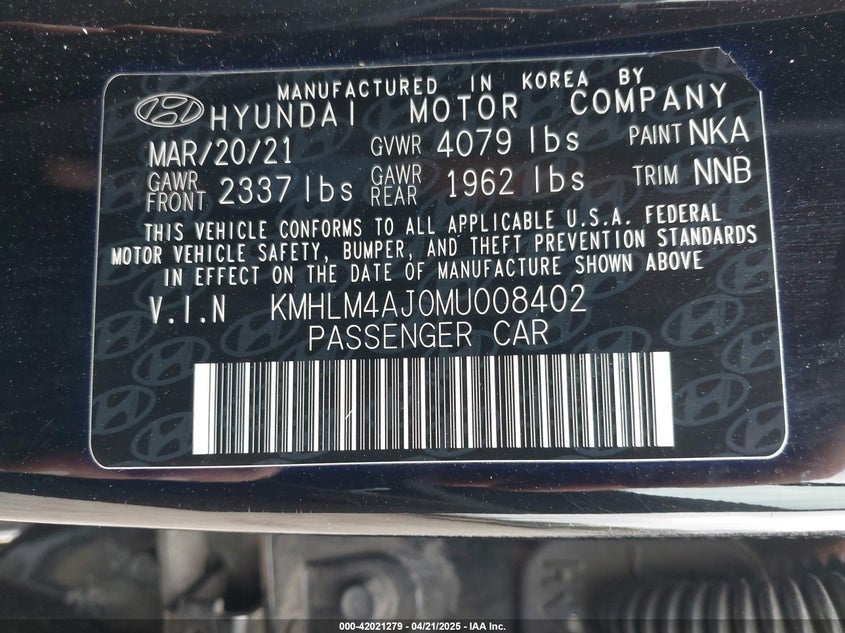 MANUFACTURED IN KOREA BY
HYUNDAI MOTOR COMPANY
MAR/20/21 GVWR 4079 lbs PAINT NKA
GAWR FRONT 2337 lbs GAWR REAR 1962 lbs TRIM NNB
THIS VEHICLE CONFORMS TO ALL APPLICABLE U.S.A. FEDERAL
MOTOR VEHICLE SAFETY, BUMPER, AND THEFT PREVENTION STANDARDS
IN EFFECT ON THE DATE OF MANUFACTURE SHOWN ABOVE
V.I.N KMHLM4AJ0MU008402
PASSENGER CAR
000-42021279 - 04/21/2025 - IAA Inc.